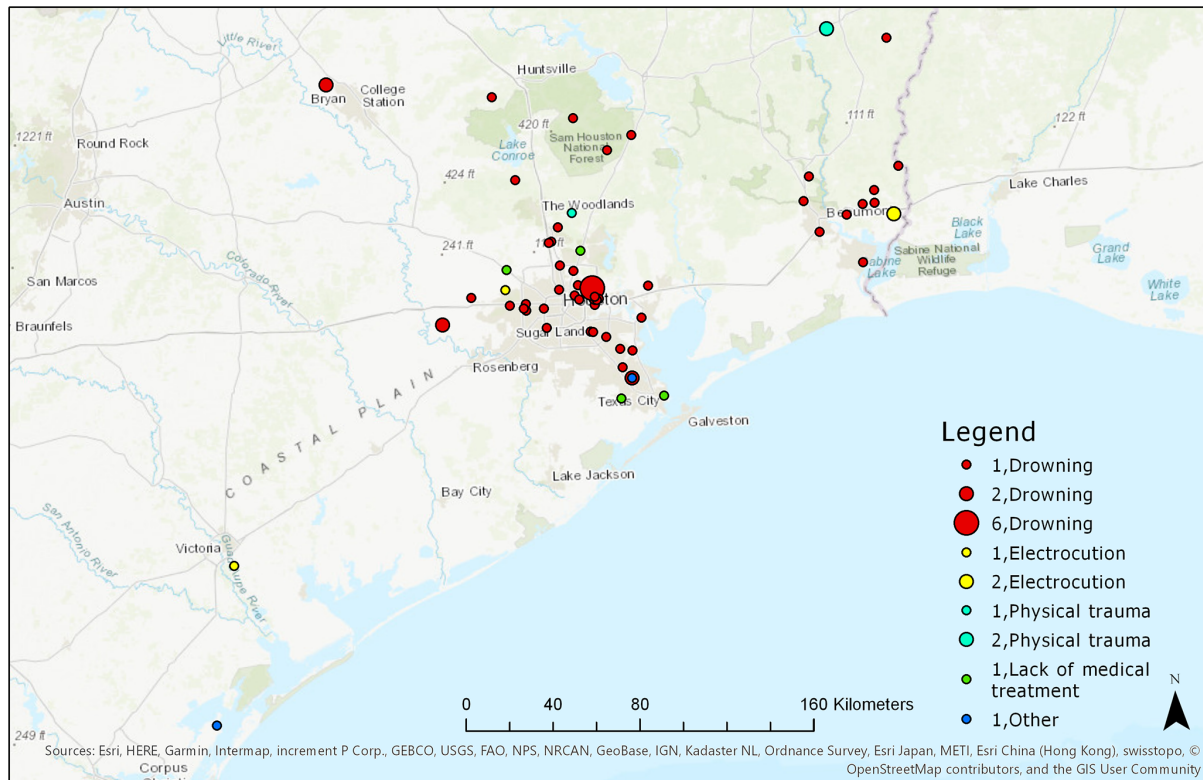 Little River
Huntsville
College
Station
Bryan
111 ft
122 ft
420 ft
1221 ft
Round Rock
Sam Houston
National
Forest
Lake
Conroe
424 ft
Lake Charles
Austin
The Woodlands
Beaumont
Black
Lake
241 ft
Sabine National
Wildlife
Refuge
Sabine
Lake
Grand
Lake
Colorado River
San Marcos
White
Lake
Houston
Braunfels
Sugar Land
Rosenberg
Texas City
COASTAL PLAIN
Galveston
Legend
1,Drowning
2,Drowning
6,Drowning
1,Electrocution
2,Electrocution
1,Physical trauma
2,Physical trauma
1,Lack of medical
treatment
1,Other
Lake Jackson
Bay City
San Antonio River
Victoria
Guadalupe River
N
0 40 80 160 Kilometers
249 ft
Sources: Esri, HERE, Garmin, Intermap, increment P Corp., GEBCO, USGS, FAO, NPS, NRCAN, GeoBase, IGN, Kadaster NL, Ordnance Survey, Esri Japan, METI, Esri China (Hong Kong), swisstopo, ©
OpenStreetMap contributors, and the GIS User Community
Corpus